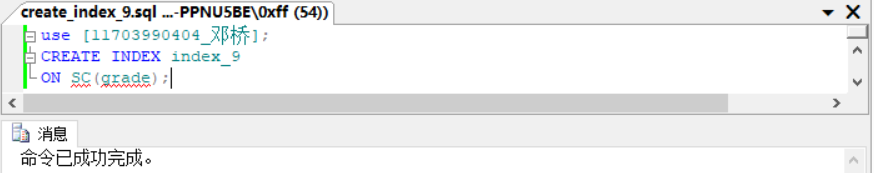 create_index_9.sql ...-PPNU5BE\0xff (54))
use [11703990404_邓桥];
CREATE INDEX index_9
ON SC(grade);
消息
命令已成功完成。